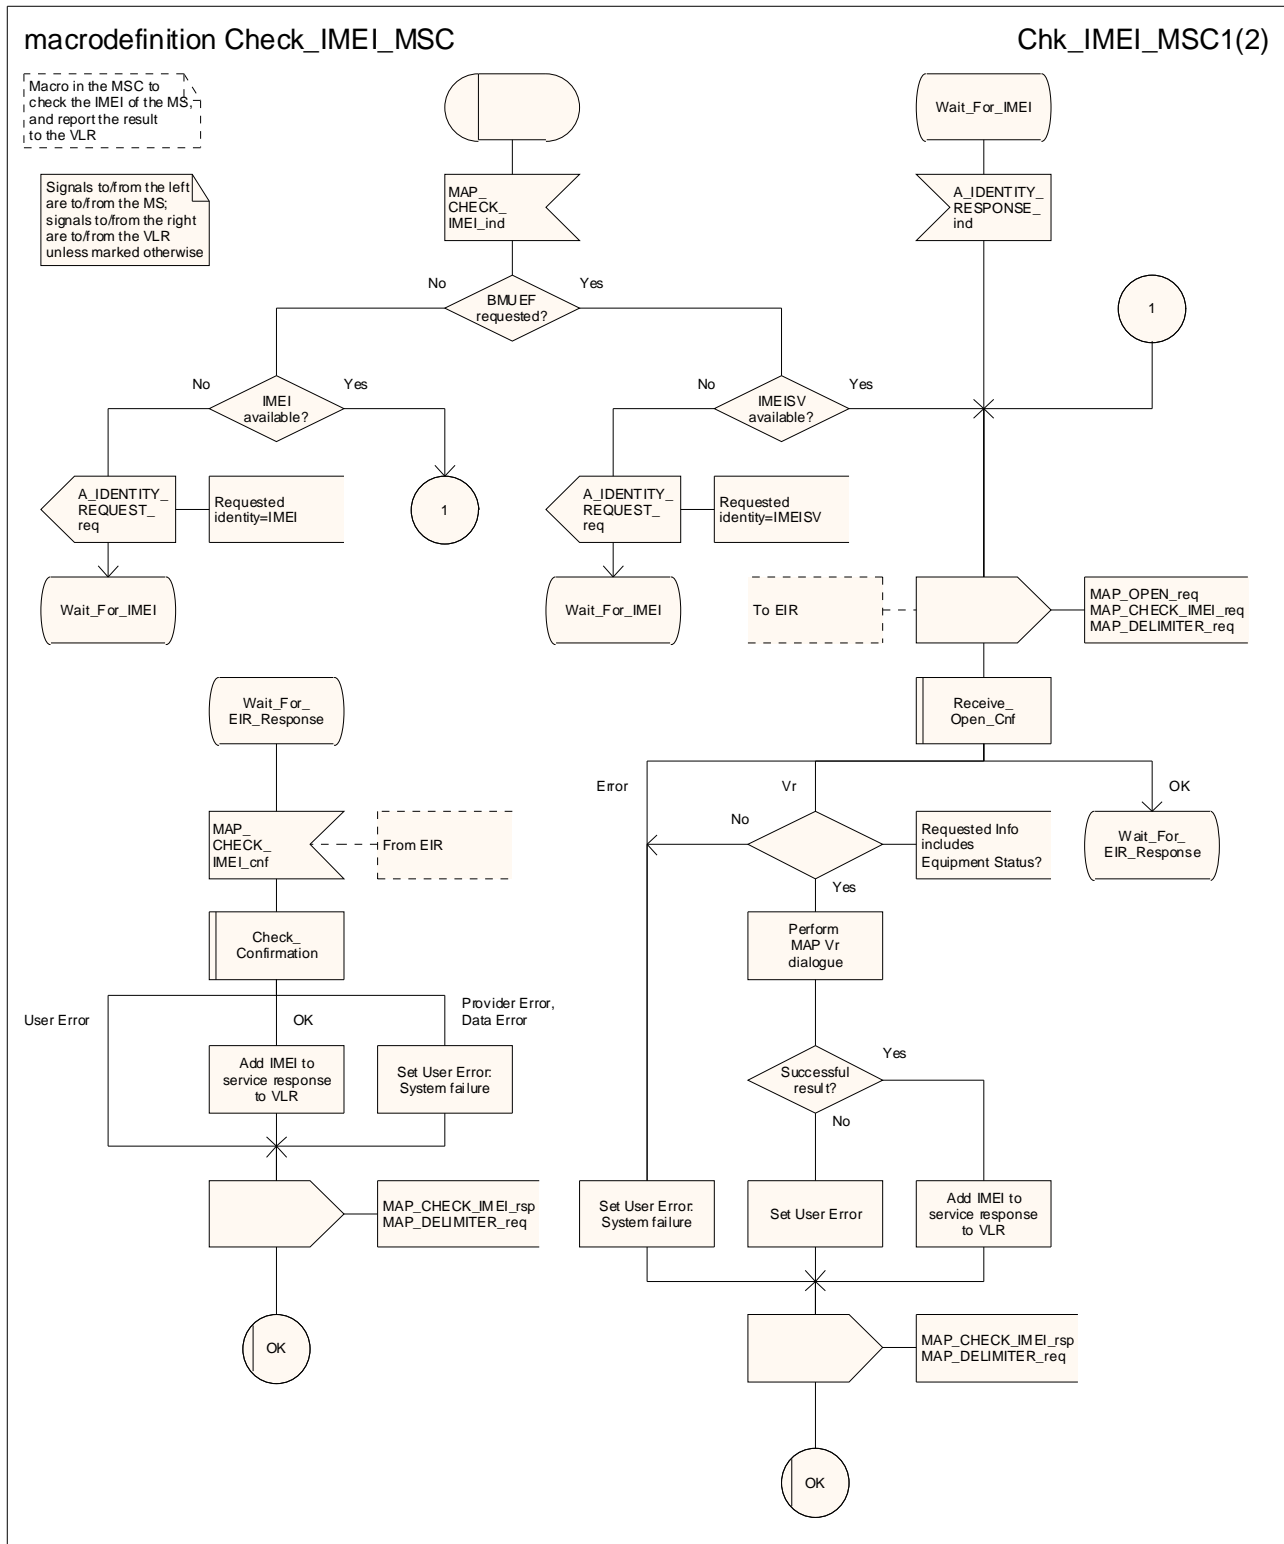 macrodefinition Check_IMEI_MSC
Chk_IMEI_MSC1(2)
Macro in the MSC to
check the IMEI of the MS,
and report the result
to the VLR
Signals to/from the left
are to/from the MS;
signals to/from the right
are to/from the VLR
unless marked otherwise
MAP_
CHECK_
IMEI_ind
Wait_For_IMEI
A_IDENTITY_
RESPONSE_
ind
No
BMUEF
requested?
Yes
1
No
IMEI
available?
Yes
No
IMEISV
available?
Yes
A_IDENTITY_
REQUEST_
req
Requested
identity=IMEI
1
A_IDENTITY_
REQUEST_
req
Requested
identity=IMEISV
Wait_For_IMEI
Wait_For_IMEI
To EIR
MAP_OPEN_req
MAP_CHECK_IMEI_req
MAP_DELIMITER_req
Receive_
Open_Cnf
Error
Vr
OK
No
Requested Info
includes
Equipment Status?
Wait_For_
EIR_Response
Yes
Perform
MAP Vr
dialogue
Successful
result?
Yes
No
Set User Error:
System failure
Set User Error
Add IMEI to
service response
to VLR
MAP_CHECK_IMEI_rsp
MAP_DELIMITER_req
OK
Wait_For_
EIR_Response
MAP_
CHECK_
IMEI_cnf
From EIR
Check_
Confirmation
User Error
OK
Provider Error,
Data Error
Add IMEI to
service response
to VLR
Set User Error:
System failure
MAP_CHECK_IMEI_rsp
MAP_DELIMITER_req
OK